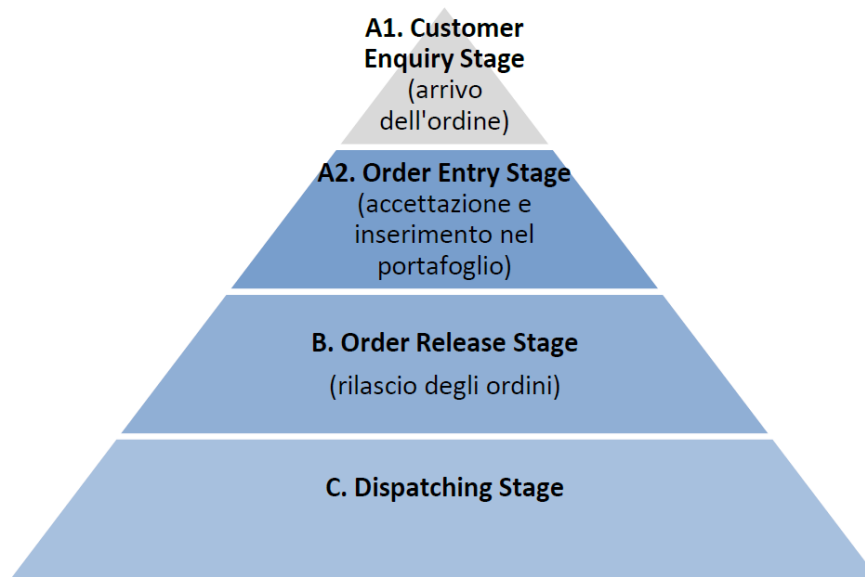 A1. Customer
Enquiry Stage
(arrivo
dell'ordine)
A2. Order Entry Stage
(accettazione e
inserimento nel
portafoglio)
B. Order Release Stage
(rilascio degli ordini)
C. Dispatching Stage